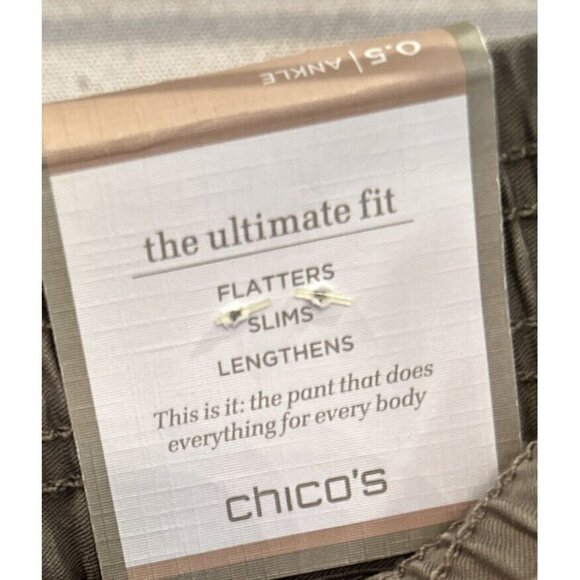 0.5 | ANKLE
the ultimate fit
FLATTERS
SLIMS
LENGTHENS
This is it: the pant that does
everything for every body
chico's